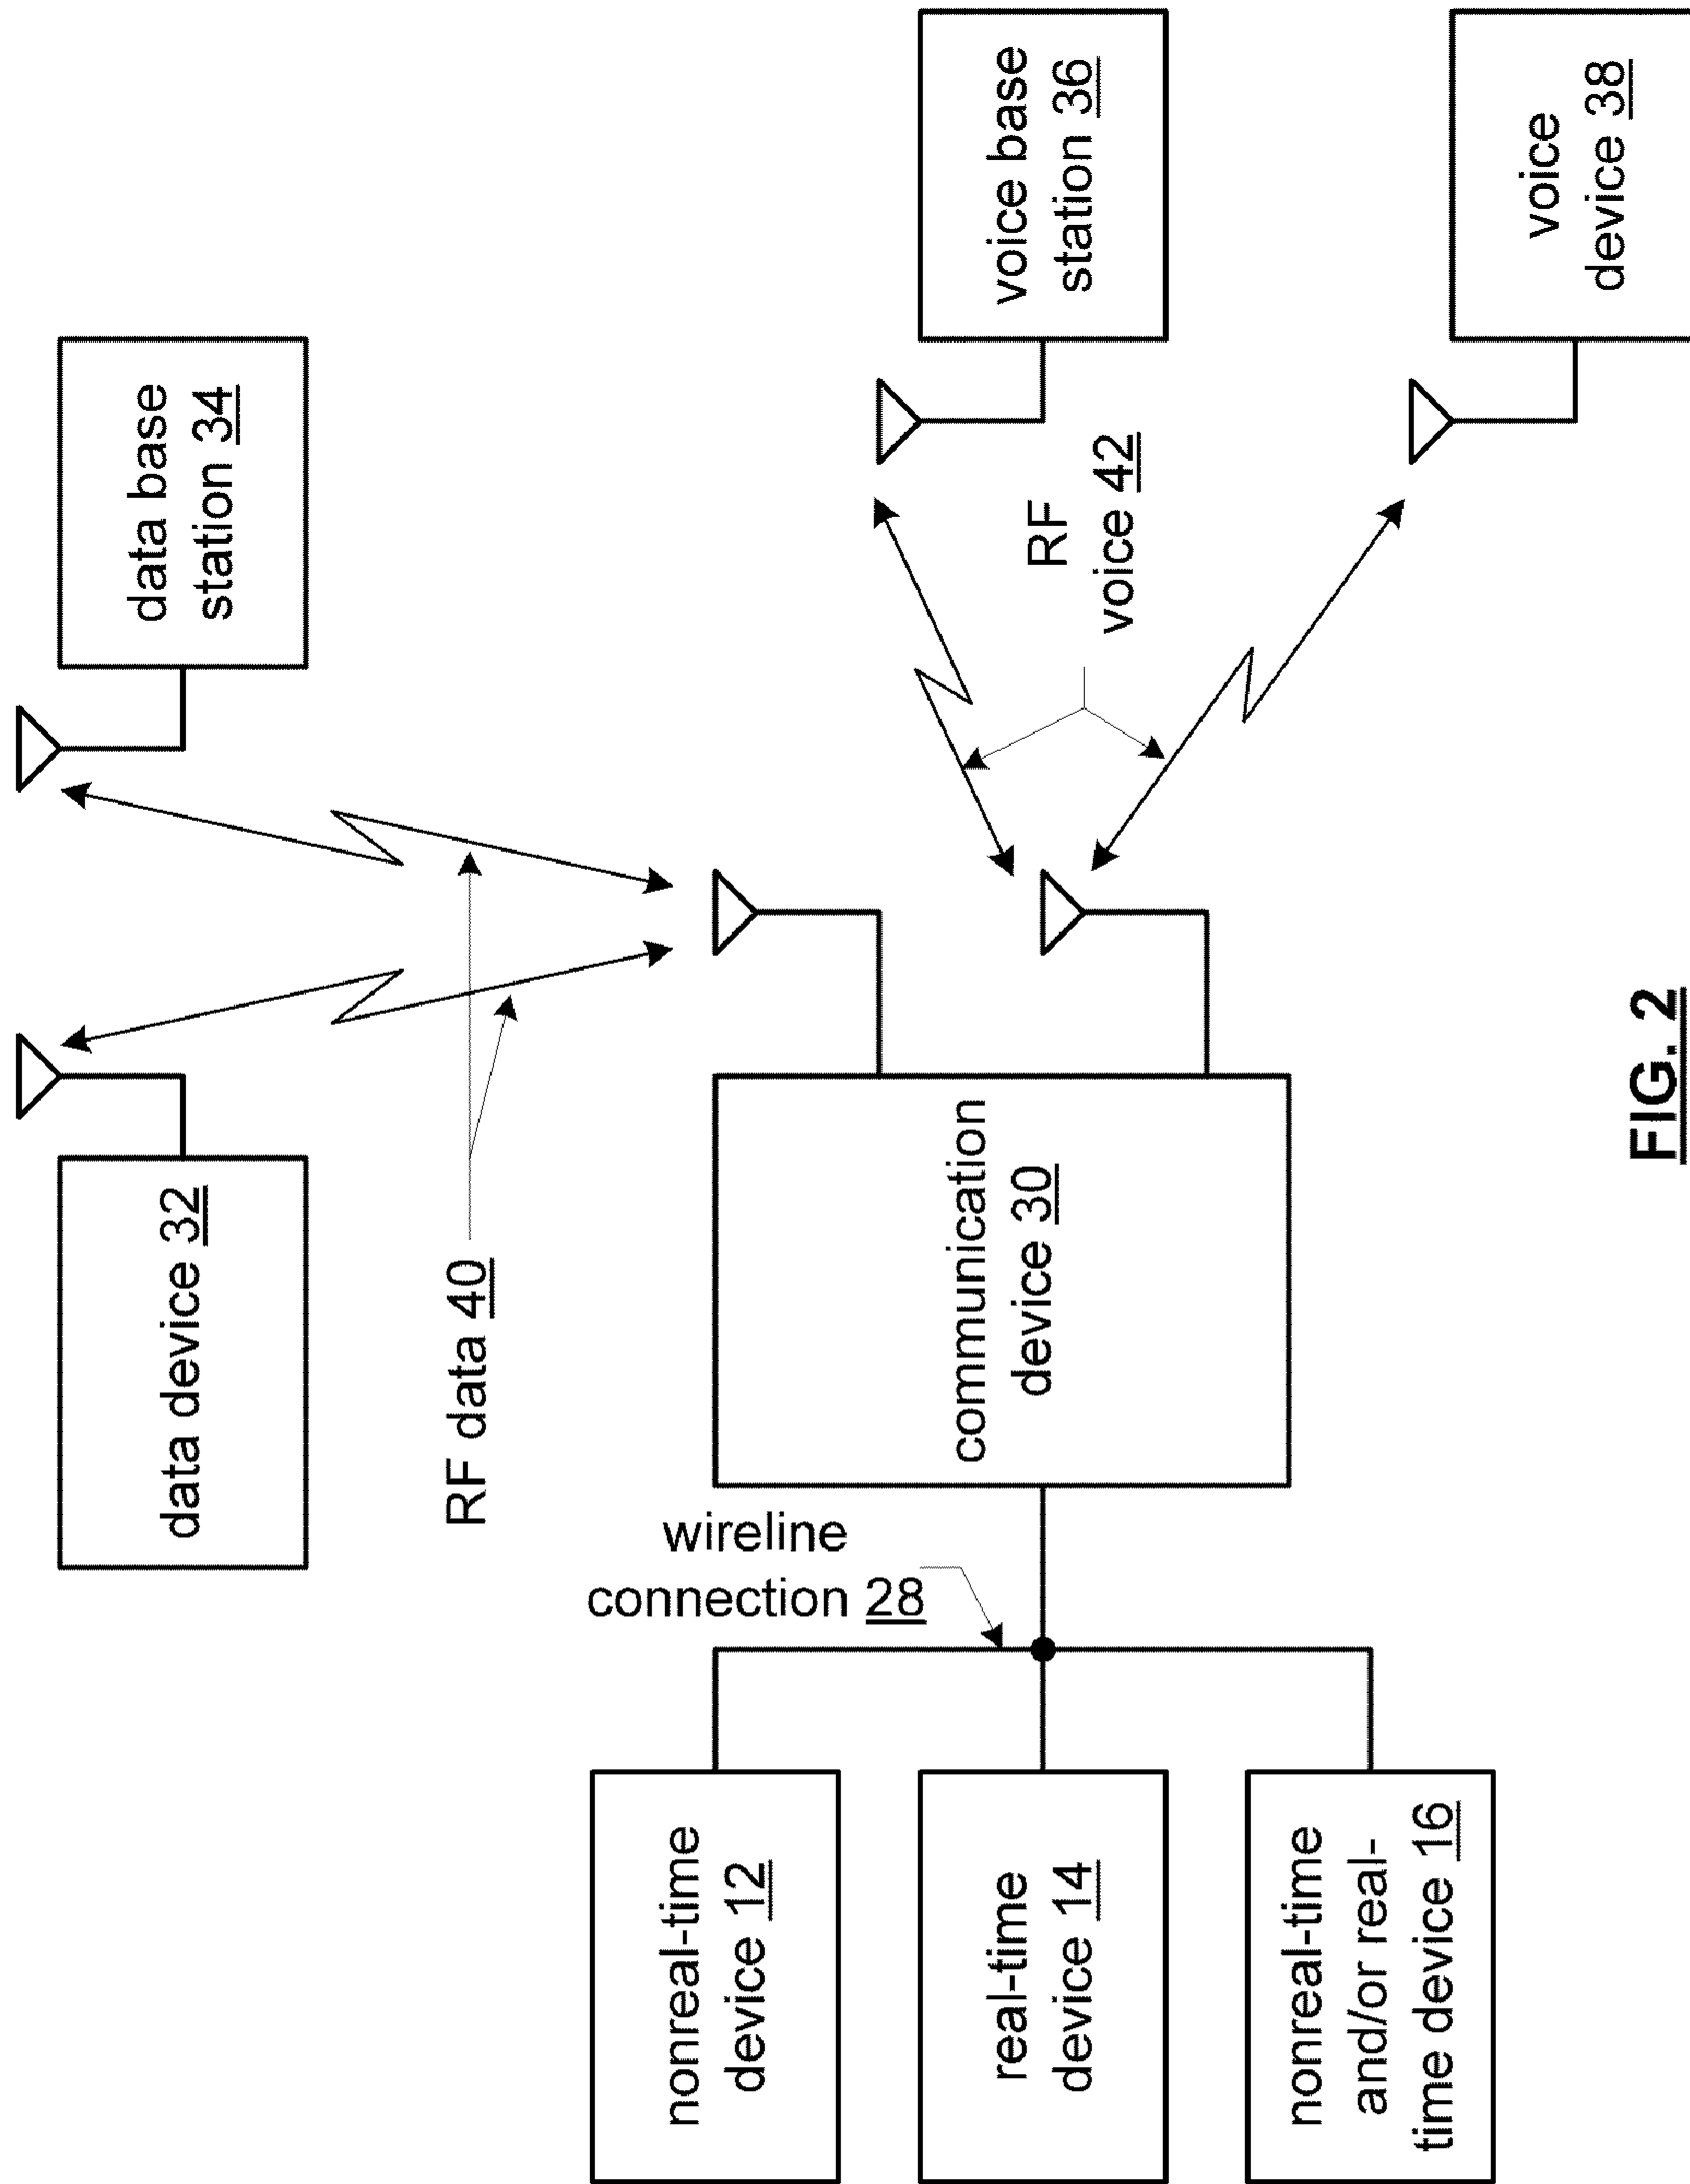 data device 32
data base
station 34
RF data 40
wireline
connection 28
communication
device 30
RF
voice 42
voice base
station 36
nonreal-time
device 12
real-time
device 14
nonreal-time
and/or real-
time device 16
voice
device 38
FIG. 2